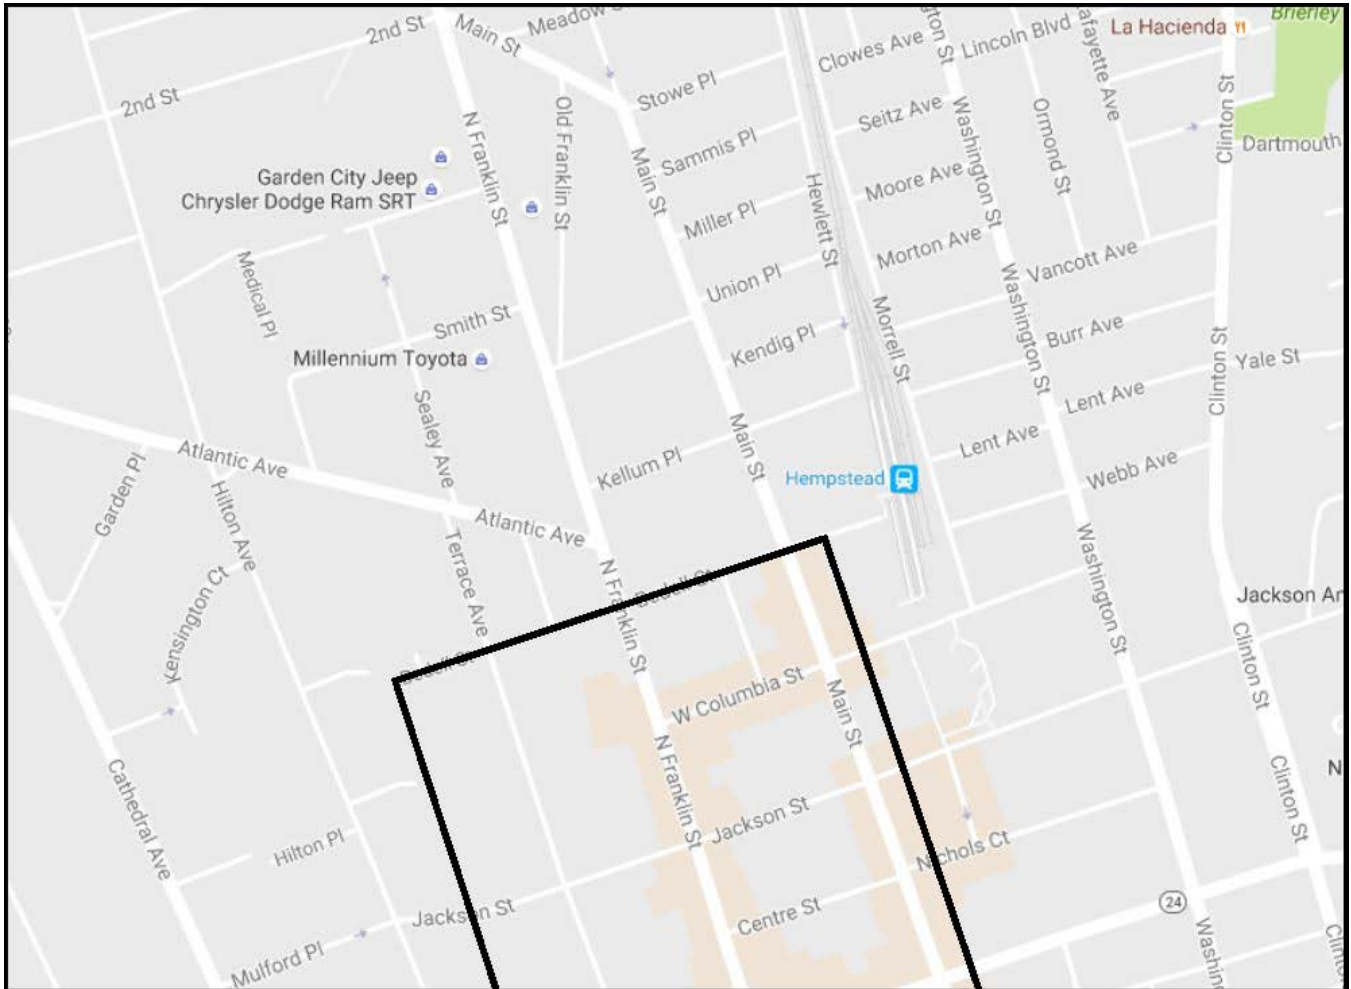 2nd St
Main St
Meadow S
Clowes Ave
Lincoln Blvd
afayette Ave
La Hacienda
Brierley
2nd St
N Franklin St
Old Franklin St
Stowe Pl
Seitz Ave
Washington St
Ormond St
Clinton St
Dartmouth
Garden City Jeep
Chrysler Dodge Ram SRT
Main St
Sammis Pl
Hewlett St
Moore Ave
Miller Pl
Morton Ave
Vancott Ave
Medical Pl
Union Pl
Washington St
Smith St
Morrell St
Burr Ave
Millennium Toyota
Kendig Pl
Clinton St
Yale St
Sealey Ave
Lent Ave
Atlantic Ave
Main St
Lent Ave
Kellum Pl
Hempstead
Webb Ave
Garden Pl
Hilton Ave
Atlantic Ave
Terrace Ave
Washington St
Kensington Ct
N Franklin St
Jackson An
Clinton St
W Columbia St
Main St
Cathedral Ave
N Franklin St
N
Clinton St
Jackson St
Hilton Pl
Nichols Ct
Jackson St
Centre St
24
Mulford Pl
Washin
Clinto